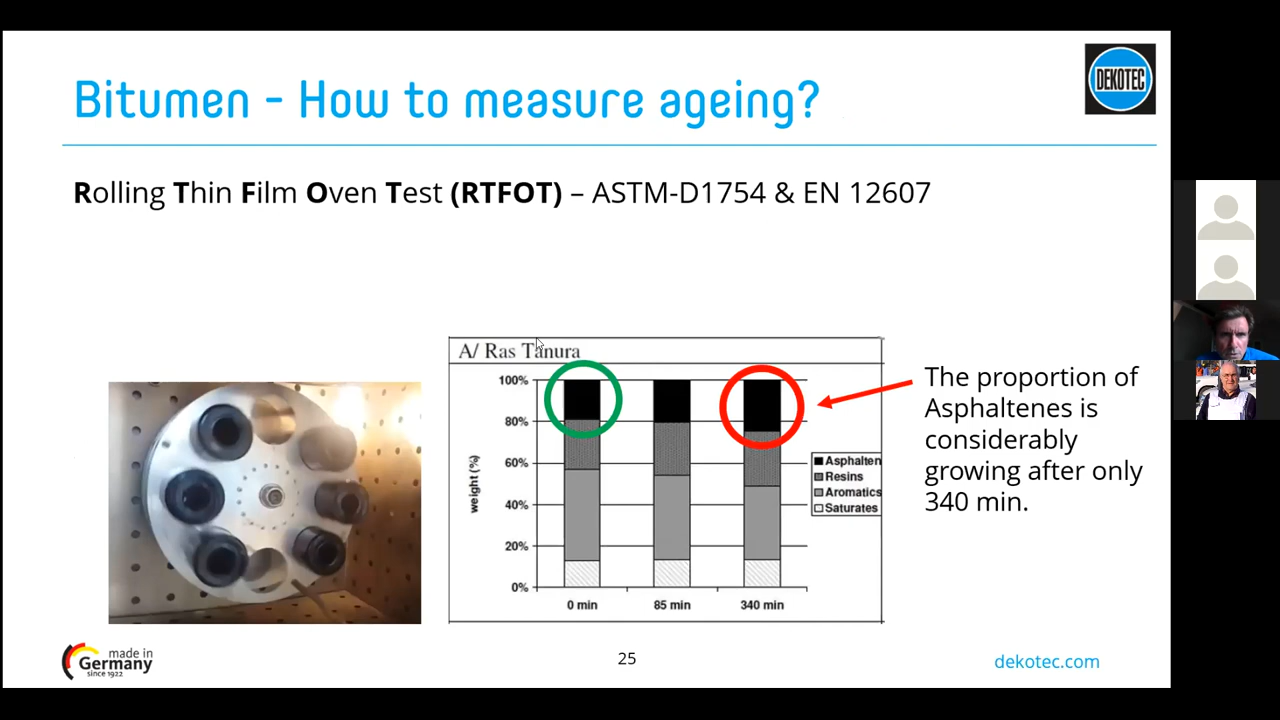 Bitumen - How to measure ageing?
DEKOTEC
Rolling Thin Film Oven Test (RTFOT) – ASTM-D1754 & EN 12607
A/ Ras Tanura
100%
80%
60%
40%
20%
0%
weight (%)
0 min
85 min
340 min
Asphalten
Resins
Aromatics
Saturates
The proportion of
Asphaltenes is
considerably
growing after only
340 min.
made in
Germany
since 1922
25
dekotec.com